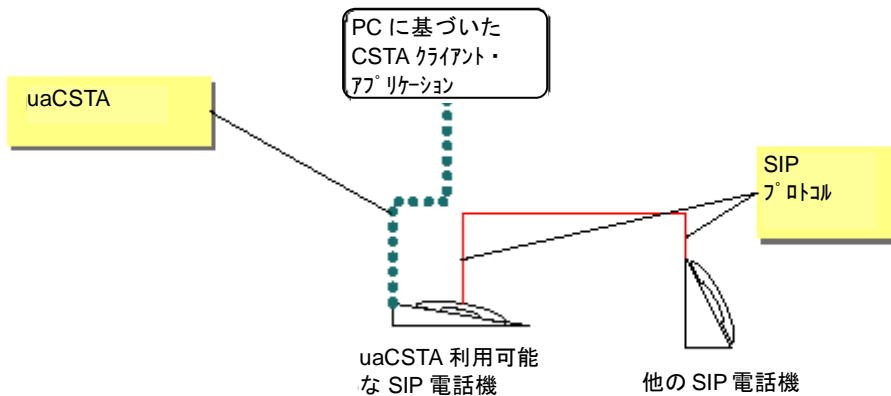 PC に基づいた
CSTA ｸﾗｲｱﾝﾄ・
ｱﾌﾟﾘｹｰｼｮﾝ
uaCSTA
SIP
ﾌﾟﾛﾄｺﾙ
uaCSTA 利用可能
な SIP 電話機
他の SIP 電話機